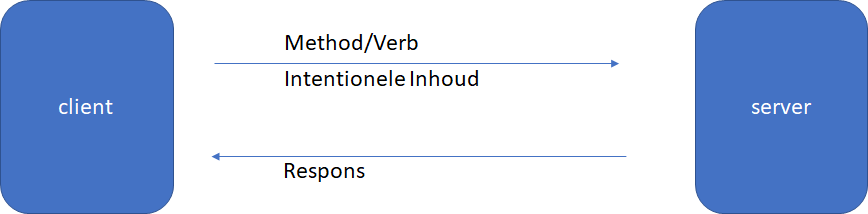 Method/Verb
client
Intentionele Inhoud
server
Respons